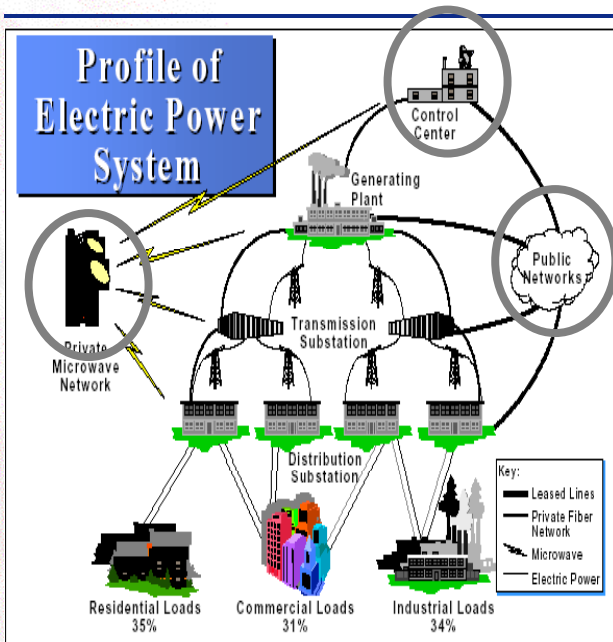 Profile of
Electric Power
System
Control
Center
Generating
Plant
Public
Networks
Private
Microwave
Network
Transmission
Substation
Distribution
Substation
Key:
Leased Lines
Private Fiber
Network
Microwave
Electric Power
Residential Loads
35%
Commercial Loads
31%
Industrial Loads
34%